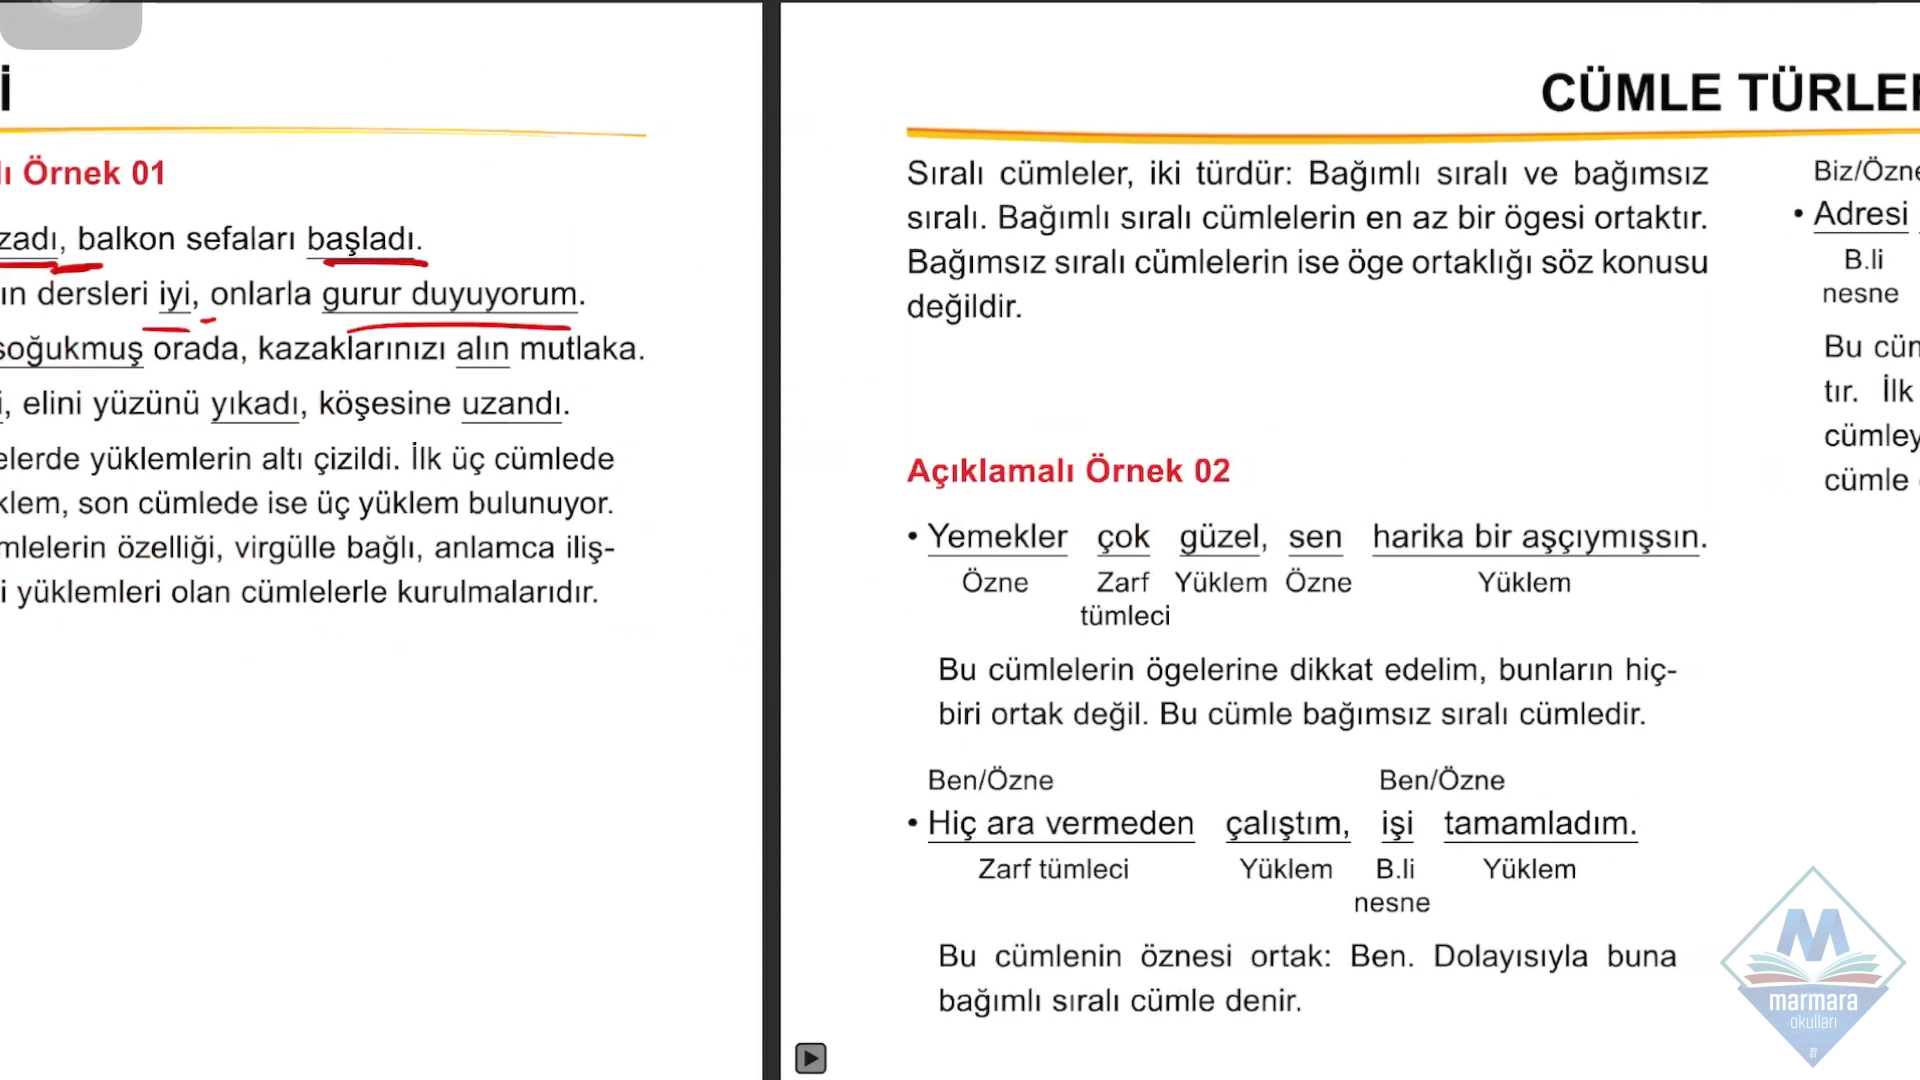 İ
lı Örnek 01
zadı, balkon sefaları başladı.
ın dersleri iyi, onlarla gurur duyuyorum.
soğukmuş orada, kazaklarınızı alın mutlaka.
i, elini yüzünü yıkadı, köşesine uzandı.
elerde yüklemlerin altı çizildi. İlk üç cümlede
klem, son cümlede ise üç yüklem bulunuyor.
mlelerin özelliği, virgülle bağlı, anlamca iliş-
i yüklemleri olan cümlelerle kurulmalarıdır.
CÜMLE TÜRLER
Sıralı cümleler, iki türdür: Bağımlı sıralı ve bağımsız
sıralı. Bağımlı sıralı cümlelerin en az bir ögesi ortaktır.
Bağımsız sıralı cümlelerin ise öge ortaklığı söz konusu
değildir.
Açıklamalı Örnek 02
• Yemekler çok güzel, sen harika bir aşçıymışsın.
Özne Zarf Yüklem Özne Yüklem
tümleci
Bu cümlelerin ögelerine dikkat edelim, bunların hiç-
biri ortak değil. Bu cümle bağımsız sıralı cümledir.
Ben/Özne Ben/Özne
• Hiç ara vermeden çalıştım, işi tamamladım.
Zarf tümleci Yüklem B.li Yüklem
nesne
Bu cümlenin öznesi ortak: Ben. Dolayısıyla buna
bağımlı sıralı cümle denir.
Biz/Özne
• Adresi
B.li
nesne
Bu cüm
tır. İlk
cümley
cümle
M
marmara
okulları
20
01